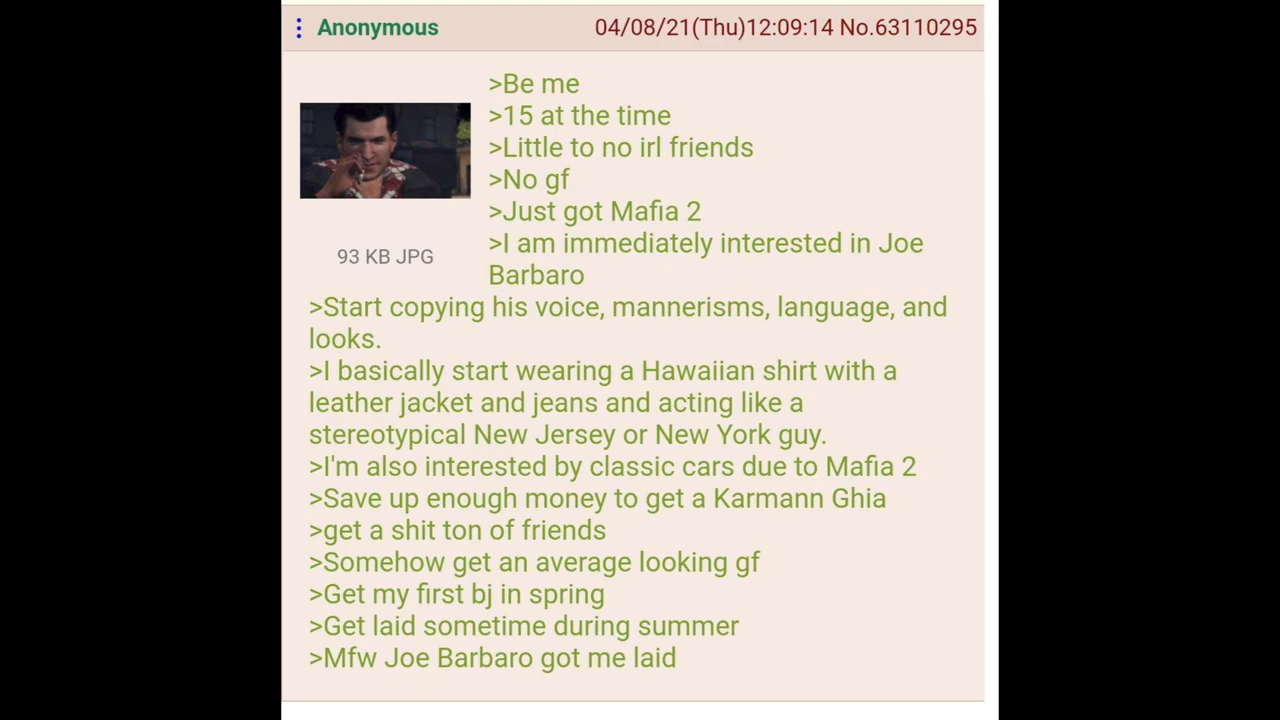 Anonymous 04/08/21(Thu)12:09:14 No.63110295
>Be me
>15 at the time
>Little to no irl friends
>No gf
>Just got Mafia 2
>I am immediately interested in Joe
Barbaro
93 KB JPG
>Start copying his voice, mannerisms, language, and
looks.
>I basically start wearing a Hawaiian shirt with a
leather jacket and jeans and acting like a
stereotypical New Jersey or New York guy.
>I'm also interested by classic cars due to Mafia 2
>Save up enough money to get a Karmann Ghia
>get a shit ton of friends
>Somehow get an average looking gf
>Get my first bj in spring
>Get laid sometime during summer
>Mfw Joe Barbaro got me laid